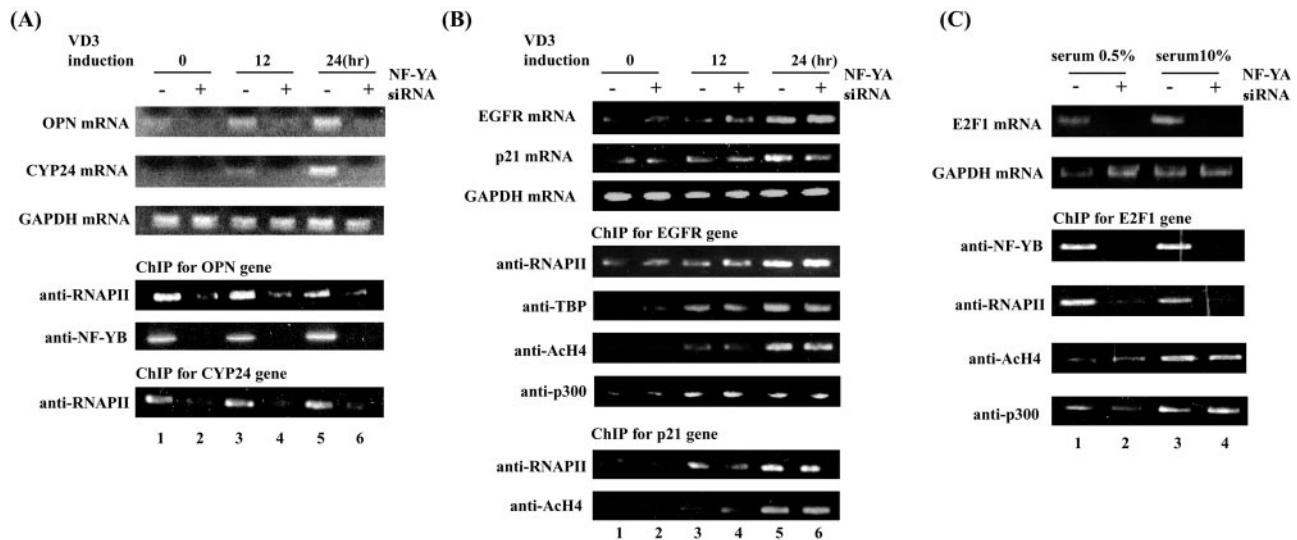 (A)
VD3
induction
0 12 24(hr)
NF-YA
siRNA
- + - + - +
OPN mRNA
CYP24 mRNA
GAPDH mRNA
ChIP for OPN gene
anti-RNAPII
anti-NF-YB
ChIP for CYP24 gene
anti-RNAPII
1 2 3 4 5 6
(B)
VD3
induction
0 12 24 (hr)
NF-YA
siRNA
- + - + - +
EGFR mRNA
p21 mRNA
GAPDH mRNA
ChIP for EGFR gene
anti-RNAPII
anti-TBP
anti-AcH4
anti-p300
ChIP for p21 gene
anti-RNAPII
anti-AcH4
1 2 3 4 5 6
(C)
serum 0.5% serum10%
NF-YA
siRNA
- + - +
E2F1 mRNA
GAPDH mRNA
ChIP for E2F1 gene
anti-NF-YB
anti-RNAPII
anti-AcH4
anti-p300
1 2 3 4